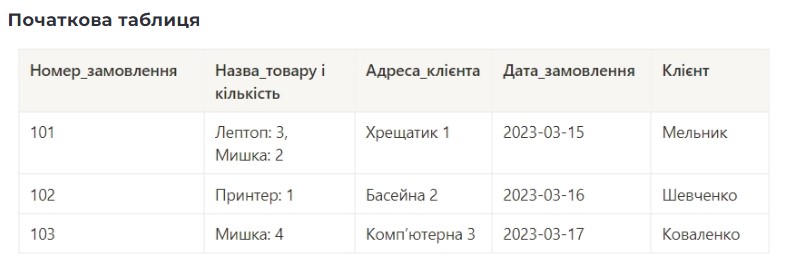 Початкова таблиця
Номер_замовлення Назва_товару і кількість Адреса_клієнта Дата_замовлення Клієнт
101 Лептоп: 3, Мишка: 2 Хрещатик 1 2023-03-15 Мельник
102 Принтер: 1 Басейна 2 2023-03-16 Шевченко
103 Мишка: 4 Комп'ютерна 3 2023-03-17 Коваленко